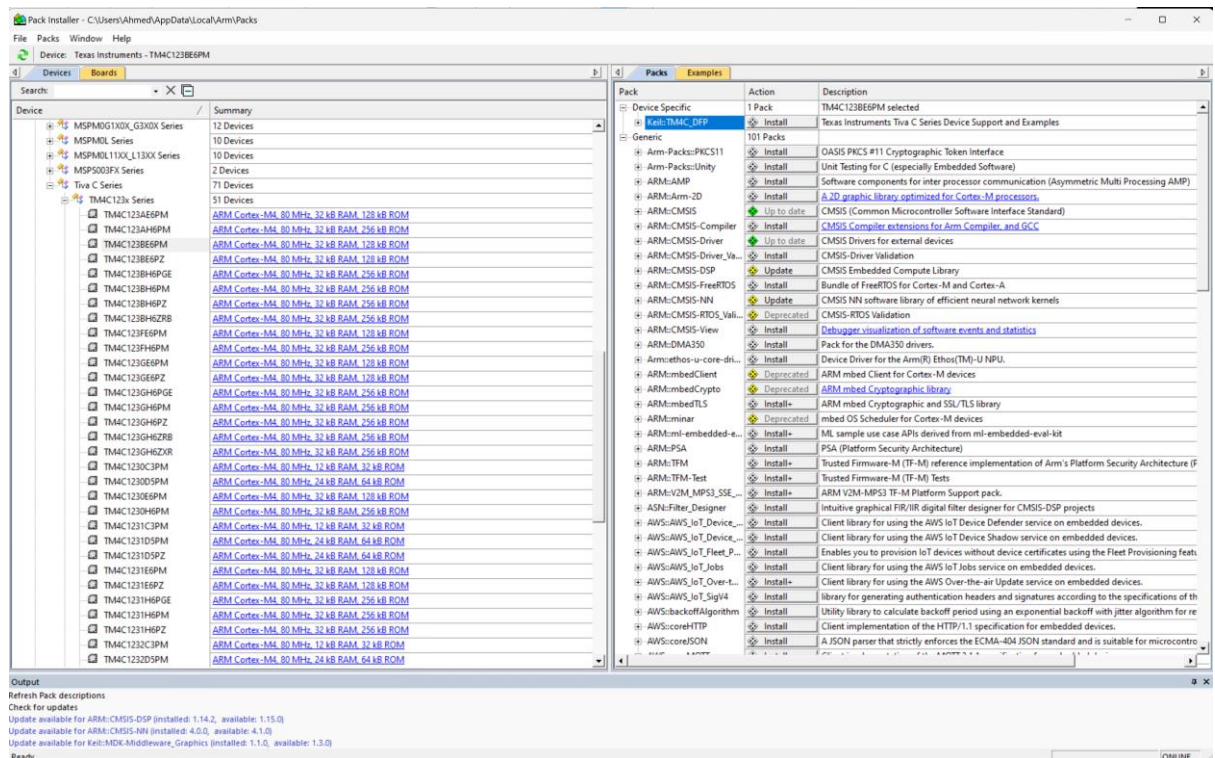 Pack Installer - C:\Users\Ahmed\AppData\Local\Arm\Packs
File Packs Window Help
Device: Texas Instruments - TM4C123BE6PM
Devices Boards
Search:
Device Summary
MSPM0G1X0X_G3X0X Series 12 Devices
MSPM0L Series 10 Devices
MSPM0L11XX_L13XX Series 10 Devices
MSPS003FX Series 2 Devices
Tiva C Series 71 Devices
TM4C123x Series 51 Devices
TM4C123AE6PM ARM Cortex-M4, 80 MHz, 32 kB RAM, 128 kB ROM
TM4C123AH6PM ARM Cortex-M4, 80 MHz, 32 kB RAM, 256 kB ROM
TM4C123BE6PM ARM Cortex-M4, 80 MHz, 32 kB RAM, 128 kB ROM
TM4C123BE6PZ ARM Cortex-M4, 80 MHz, 32 kB RAM, 128 kB ROM
TM4C123BH6PGE ARM Cortex-M4, 80 MHz, 32 kB RAM, 256 kB ROM
TM4C123BH6PM ARM Cortex-M4, 80 MHz, 32 kB RAM, 256 kB ROM
TM4C123BH6PZ ARM Cortex-M4, 80 MHz, 32 kB RAM, 256 kB ROM
TM4C123BH6ZRB ARM Cortex-M4, 80 MHz, 32 kB RAM, 256 kB ROM
TM4C123FE6PM ARM Cortex-M4, 80 MHz, 32 kB RAM, 128 kB ROM
TM4C123FH6PM ARM Cortex-M4, 80 MHz, 32 kB RAM, 256 kB ROM
TM4C123GE6PM ARM Cortex-M4, 80 MHz, 32 kB RAM, 128 kB ROM
TM4C123GE6PZ ARM Cortex-M4, 80 MHz, 32 kB RAM, 128 kB ROM
TM4C123GH6PGE ARM Cortex-M4, 80 MHz, 32 kB RAM, 256 kB ROM
TM4C123GH6PM ARM Cortex-M4, 80 MHz, 32 kB RAM, 256 kB ROM
TM4C123GH6PZ ARM Cortex-M4, 80 MHz, 32 kB RAM, 256 kB ROM
TM4C123GH6ZRB ARM Cortex-M4, 80 MHz, 32 kB RAM, 256 kB ROM
TM4C123GH6ZXR ARM Cortex-M4, 80 MHz, 32 kB RAM, 256 kB ROM
TM4C1230C3PM ARM Cortex-M4, 80 MHz, 12 kB RAM, 32 kB ROM
TM4C1230D5PM ARM Cortex-M4, 80 MHz, 24 kB RAM, 64 kB ROM
TM4C1230E6PM ARM Cortex-M4, 80 MHz, 32 kB RAM, 128 kB ROM
TM4C1230H6PM ARM Cortex-M4, 80 MHz, 32 kB RAM, 256 kB ROM
TM4C1231C3PM ARM Cortex-M4, 80 MHz, 12 kB RAM, 32 kB ROM
TM4C1231D5PM ARM Cortex-M4, 80 MHz, 24 kB RAM, 64 kB ROM
TM4C1231D5PZ ARM Cortex-M4, 80 MHz, 24 kB RAM, 64 kB ROM
TM4C1231E6PM ARM Cortex-M4, 80 MHz, 32 kB RAM, 128 kB ROM
TM4C1231E6PZ ARM Cortex-M4, 80 MHz, 32 kB RAM, 128 kB ROM
TM4C1231H6PGE ARM Cortex-M4, 80 MHz, 32 kB RAM, 256 kB ROM
TM4C1231H6PM ARM Cortex-M4, 80 MHz, 32 kB RAM, 256 kB ROM
TM4C1231H6PZ ARM Cortex-M4, 80 MHz, 32 kB RAM, 256 kB ROM
TM4C1232C3PM ARM Cortex-M4, 80 MHz, 12 kB RAM, 32 kB ROM
TM4C1232D5PM ARM Cortex-M4, 80 MHz, 24 kB RAM, 64 kB ROM
Packs Examples
Pack Action Description
Device Specific 1 Pack TM4C123BE6PM selected
Keil::TM4C_DFP Install Texas Instruments Tiva C Series Device Support and Examples
Generic 101 Packs
Arm-Packs::PKCS11 Install OASIS PKCS #11 Cryptographic Token Interface
Arm-Packs::Unity Install Unit Testing for C (especially Embedded Software)
ARM::AMP Install Software components for inter processor communication (Asymmetric Multi Processing AMP)
ARM::Arm-2D Install A 2D graphic library optimized for Cortex-M processors.
ARM::CMSIS Up to date CMSIS (Common Microcontroller Software Interface Standard)
ARM::CMSIS-Compiler Install CMSIS Compiler extensions for Arm Compiler, and GCC
ARM::CMSIS-Driver Up to date CMSIS Drivers for external devices
ARM::CMSIS-Driver_Va... Install CMSIS-Driver Validation
ARM::CMSIS-DSP Update CMSIS Embedded Compute Library
ARM::CMSIS-FreeRTOS Install Bundle of FreeRTOS for Cortex-M and Cortex-A
ARM::CMSIS-NN Update CMSIS NN software library of efficient neural network kernels
ARM::CMSIS-RTOS_Vali... Deprecated CMSIS-RTOS Validation
ARM::CMSIS-View Install Debugger visualization of software events and statistics
ARM::DMA350 Install Pack for the DMA350 drivers.
Arm::ethos-u-core-dri... Install Device Driver for the Arm(R) Ethos(TM)-U NPU.
ARM::mbedClient Deprecated ARM mbed Client for Cortex-M devices
ARM::mbedCrypto Deprecated ARM mbed Cryptographic library
ARM::mbedTLS Install+ ARM mbed Cryptographic and SSL/TLS library
ARM::minar Deprecated mbed OS Scheduler for Cortex-M devices
ARM::ml-embedded-e... Install+ ML sample use case APIs derived from ml-embedded-eval-kit
ARM::PSA Install+ PSA (Platform Security Architecture)
ARM::TFM Install+ Trusted Firmware-M (TF-M) reference implementation of Arm's Platform Security Architecture (P
ARM::TFM-Test Install+ Trusted Firmware-M (TF-M) Tests
ARM::V2M_MPS3_SSE_... Install+ ARM V2M-MPS3 TF-M Platform Support pack.
ASN::Filter_Designer Install Intuitive graphical FIR/IIR digital filter designer for CMSIS-DSP projects
AWS::AWS_IoT_Device_... Install Client library for using the AWS IoT Device Defender service on embedded devices.
AWS::AWS_IoT_Device_... Install Client library for using the AWS IoT Device Shadow service on embedded devices.
AWS::AWS_IoT_Fleet_P... Install Enables you to provision IoT devices without device certificates using the Fleet Provisioning featu
AWS::AWS_IoT_Jobs Install Client library for using the AWS IoT Jobs service on embedded devices.
AWS::AWS_IoT_Over-t... Install+ Client library for using the AWS Over-the-air Update service on embedded devices.
AWS::AWS_IoT_SigV4 Install library for generating authentication headers and signatures according to the specifications of th
AWS::backoffAlgorithm Install Utility library to calculate backoff period using an exponential backoff with jitter algorithm for re
AWS::coreHTTP Install Client implementation of the HTTP/1.1 specification for embedded devices.
AWS::coreJSON Install A JSON parser that strictly enforces the ECMA-404 JSON standard and is suitable for microcontro
Output
Refresh Pack descriptions
Check for updates
Update available for ARM::CMSIS-DSP (installed: 1.14.2, available: 1.15.0)
Update available for ARM::CMSIS-NN (installed: 4.0.0, available: 4.1.0)
Update available for Keil::MDK-Middleware_Graphics (installed: 1.1.0, available: 1.3.0)
Ready ONLINE